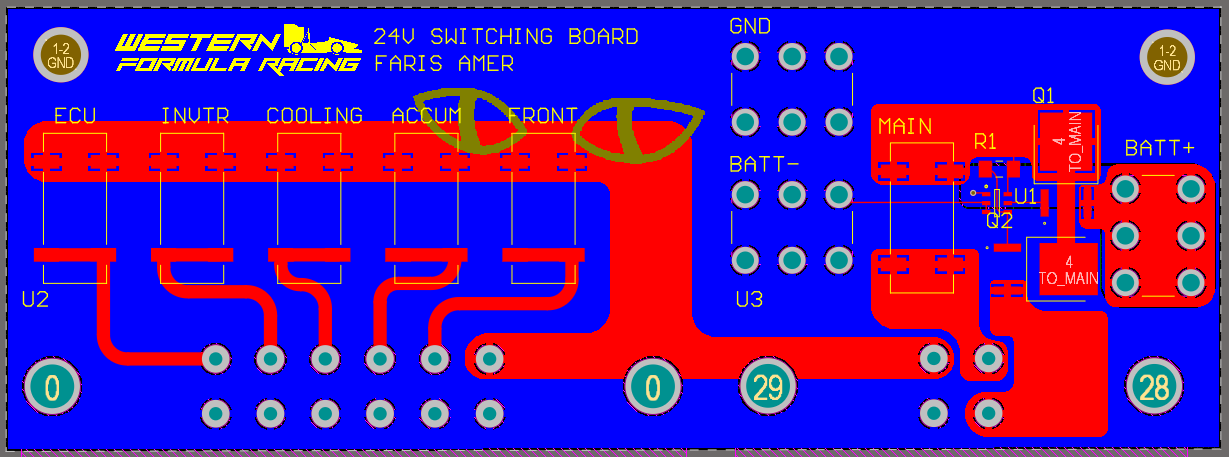 1-2
GND
WESTERN
FORMULA RACING
24V SWITCHING BOARD
FARIS AMER
GND
1-2
GND
ECU
INVTR
COOLING
ACCUM
FRONT
MAIN
Q1
4
TO_MAIN
R1
BATT+
BATT-
U1
Q2
4
TO_MAIN
U2
U3
0
0
29
28